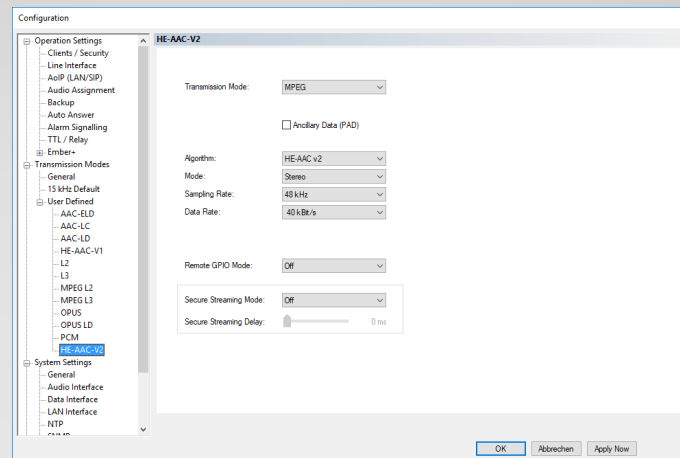 Configuration
Operation Settings
Clients / Security
Line Interface
AoIP (LAN/SIP)
Audio Assignment
Backup
Auto Answer
Alarm Signalling
TTL / Relay
Ember+
Transmission Modes
General
15 kHz Default
User Defined
AAC-ELD
AAC-LC
AAC-LD
HE-AAC-V1
L2
L3
MPEG L2
MPEG L3
OPUS
OPUS LD
PCM
HE-AAC-V2
System Settings
General
Audio Interface
Data Interface
LAN Interface
NTP
HE-AAC-V2
Transmission Mode: MPEG
Ancillary Data (PAD)
Algorithm: HE-AAC v2
Mode: Stereo
Sampling Rate: 48 kHz
Data Rate: 40 kBit/s
Remote GPIO Mode: Off
Secure Streaming Mode: Off
Secure Streaming Delay: 0 ms
OK Abbrechen Apply Now